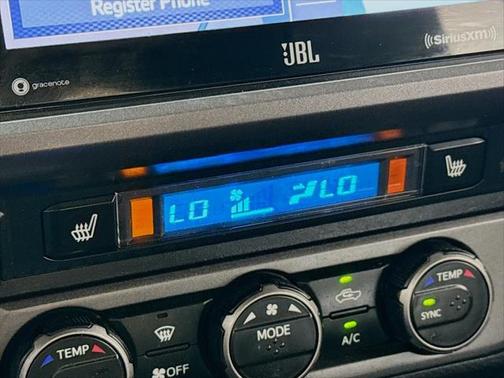 Register Phone
gracenote
JBL
((SiriusXM))
LO LO
TEMP
MODE
A/C
TEMP
SYNC
OFF